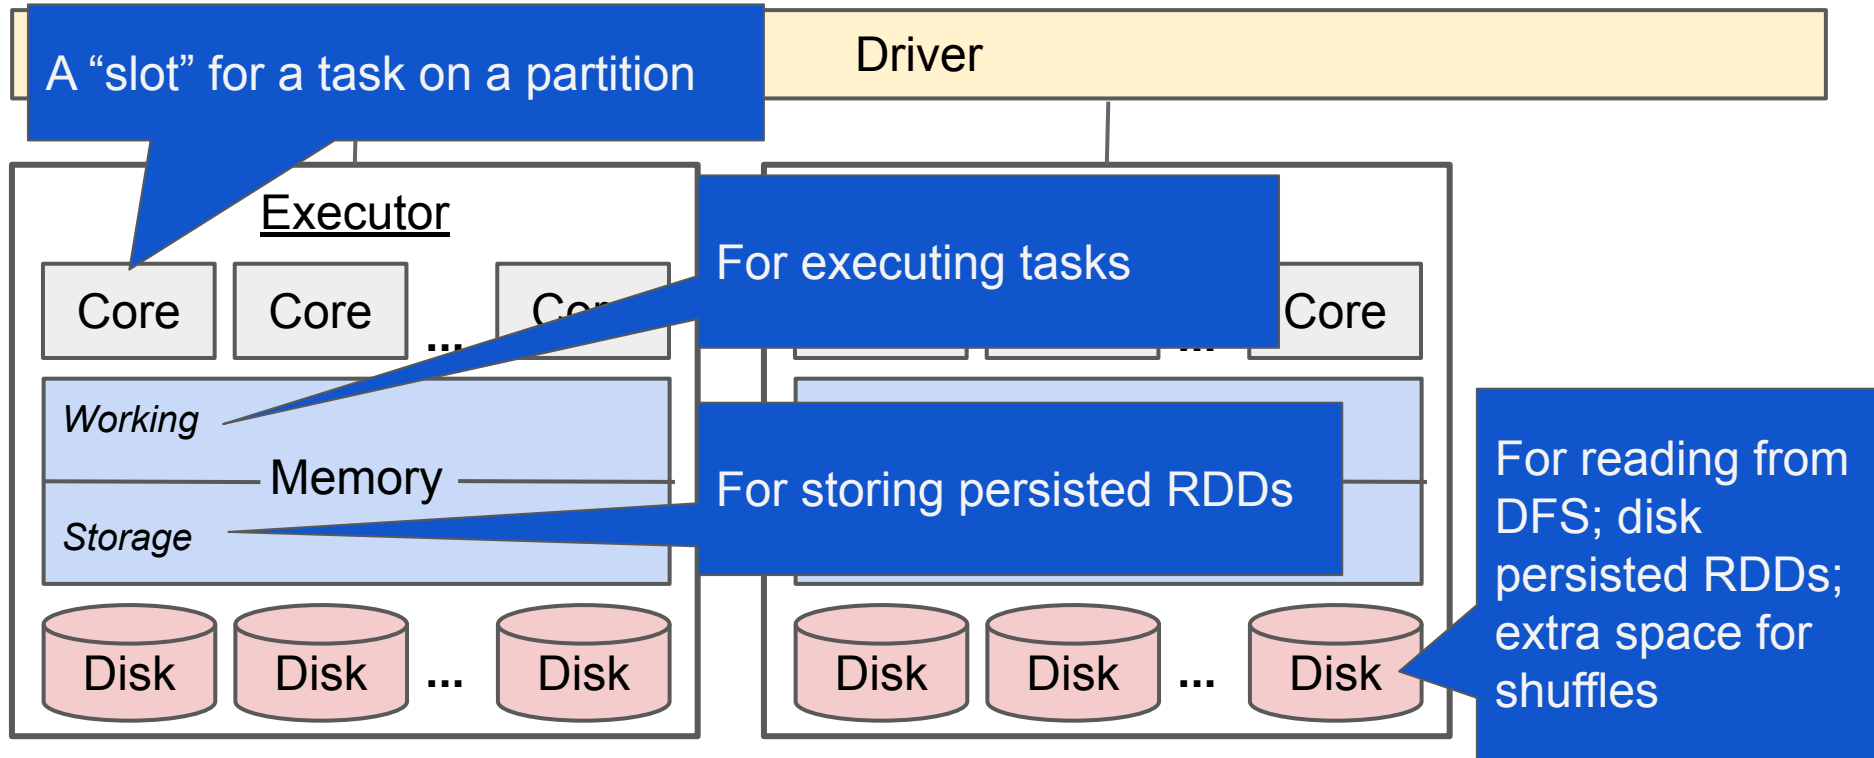 A “slot” for a task on a partition
Driver
Executor
For executing tasks
Core
Core
...
Core
...
Core
Working
Memory
For storing persisted RDDs
Storage
For reading from
DFS; disk
persisted RDDs;
extra space for
shuffles
Disk
Disk
...
Disk
Disk
Disk
...
Disk